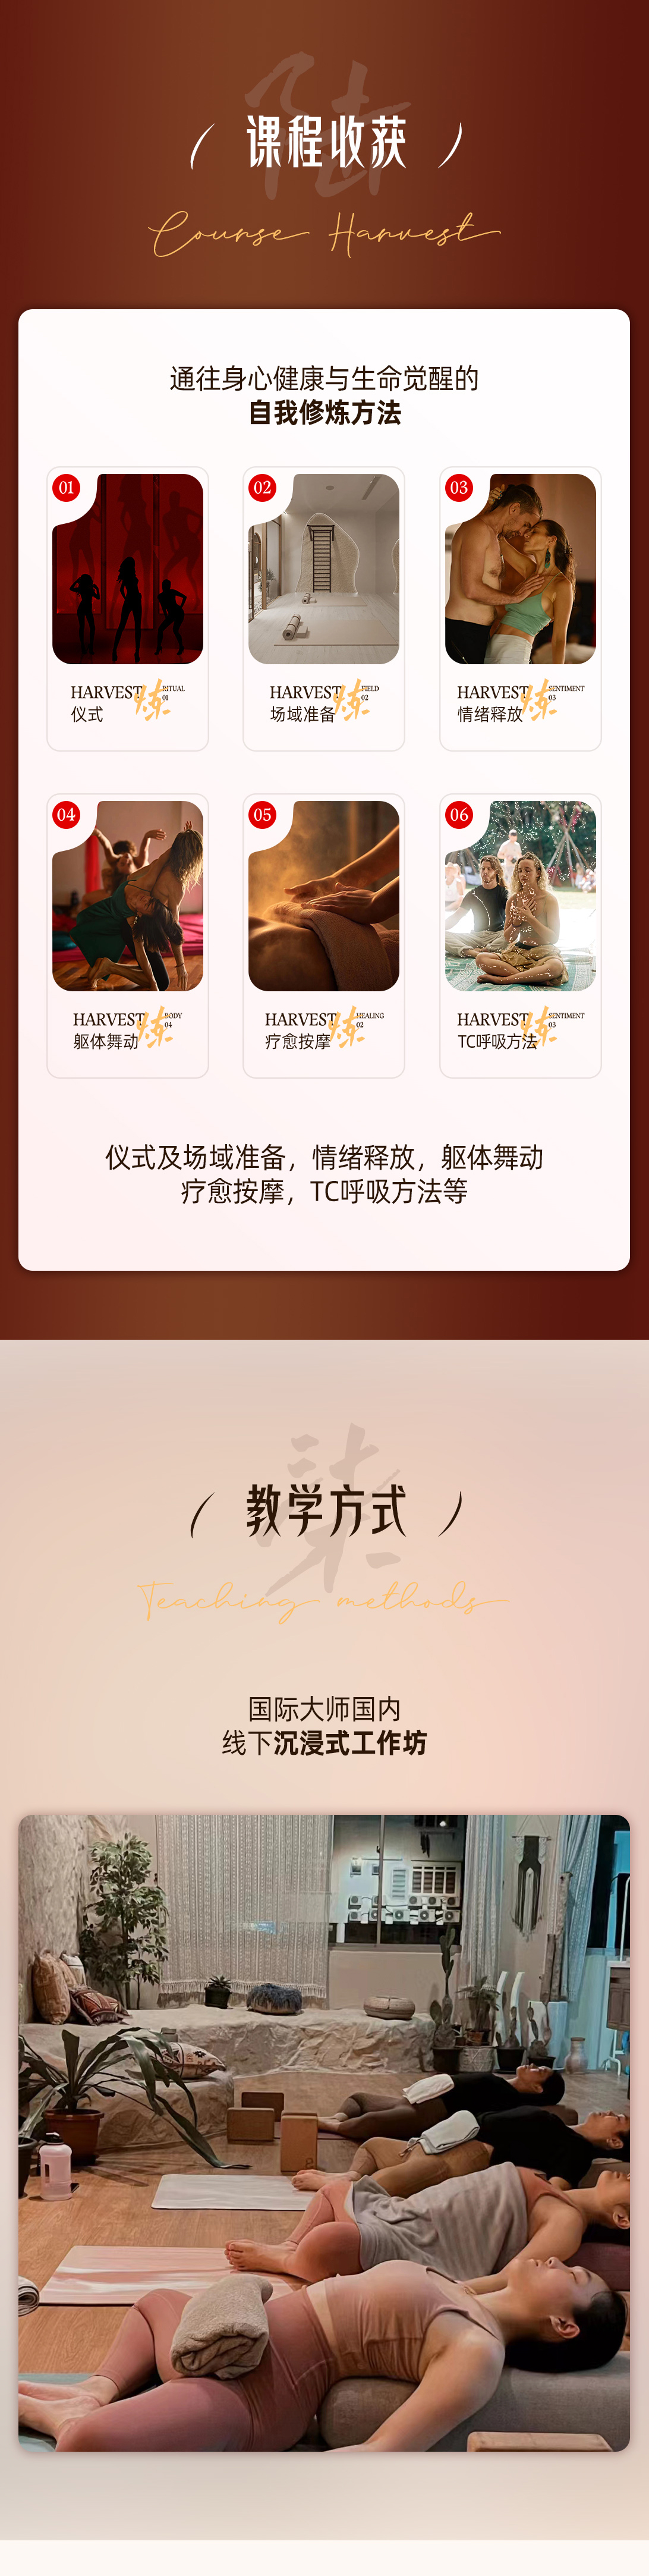 陆
课程收获
Course Harvest
通往身心健康与生命觉醒的
自我修炼方法
01
HARVEST
炼
RITUAL
01
仪式
02
HARVEST
炼
FIELD
02
场域准备
03
HARVEST
炼
SENTIMENT
03
情绪释放
04
HARVEST
炼
BODY
04
躯体舞动
05
HARVEST
炼
HEALING
02
疗愈按摩
06
HARVEST
炼
SENTIMENT
03
TC呼吸方法
仪式及场域准备，情绪释放，躯体舞动
疗愈按摩，TC呼吸方法等
柒
教学方式
Teaching methods
国际大师国内
线下沉浸式工作坊